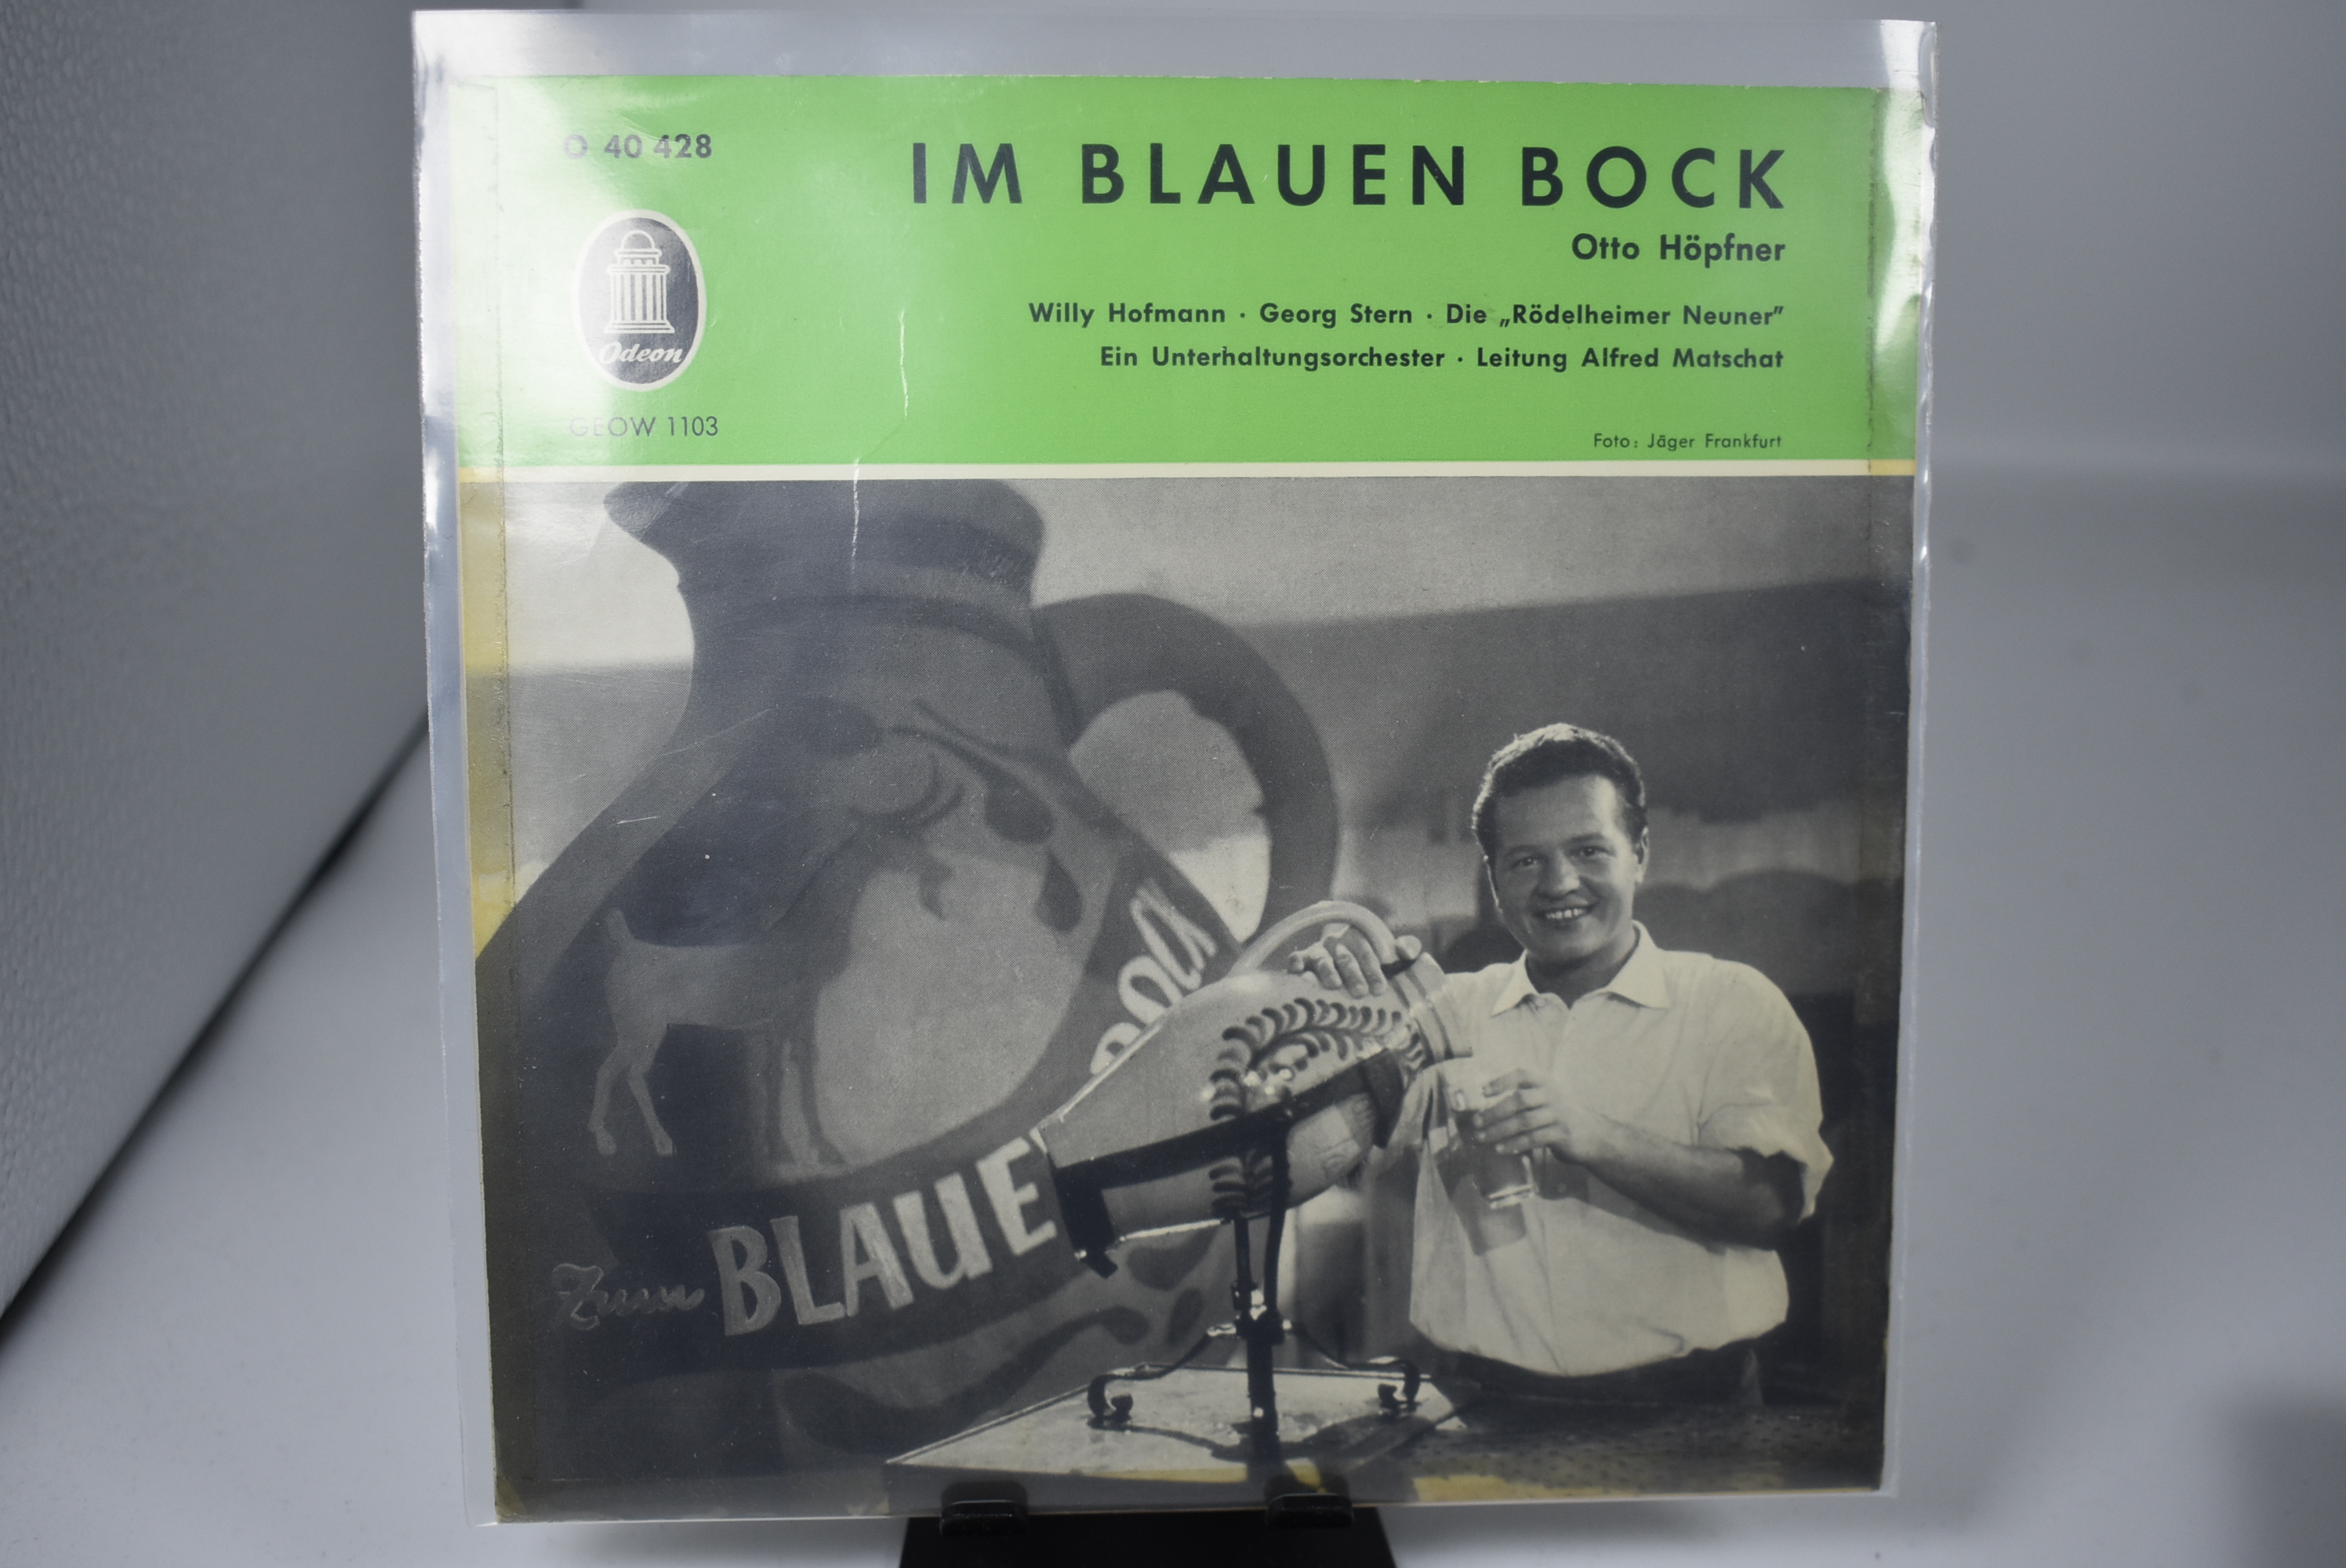 O 40 428
IM BLAUEN BOCK
Otto Höpfner
Willy Hofmann · Georg Stern · Die „Rödelheimer Neuner”
Ein Unterhaltungsorchester · Leitung Alfred Matschat
Odeon
GEOW 1103
Foto: Jäger Frankfurt
Zum BLAUE
BOCK